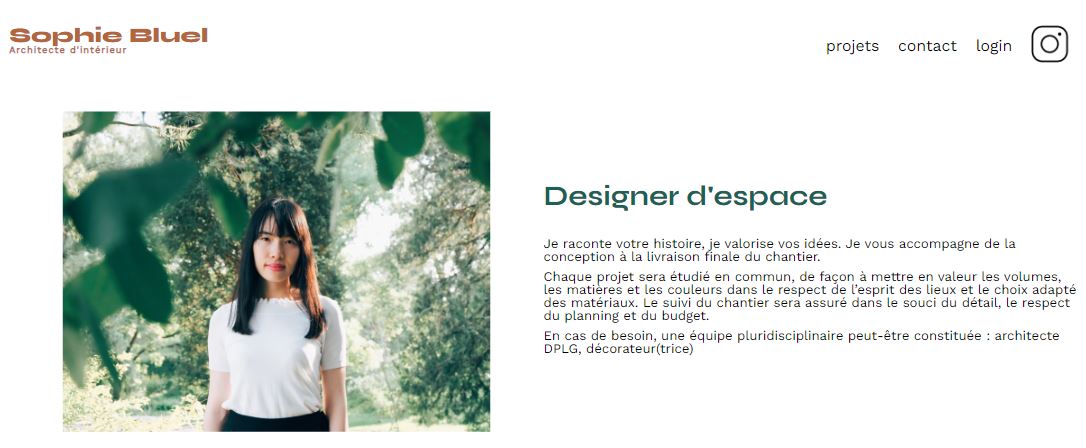 Sophie Bluel
Architecte d'intérieur
projets contact login
Designer d'espace
Je raconte votre histoire, je valorise vos idées. Je vous accompagne de la
conception à la livraison finale du chantier.
Chaque projet sera étudié en commun, de façon à mettre en valeur les volumes,
les matières et les couleurs dans le respect de l'esprit des lieux et le choix adapté
des matériaux. Le suivi du chantier sera assuré dans le souci du détail, le respect
du planning et du budget.
En cas de besoin, une équipe pluridisciplinaire peut-être constituée : architecte
DPLG, décorateur(trice)